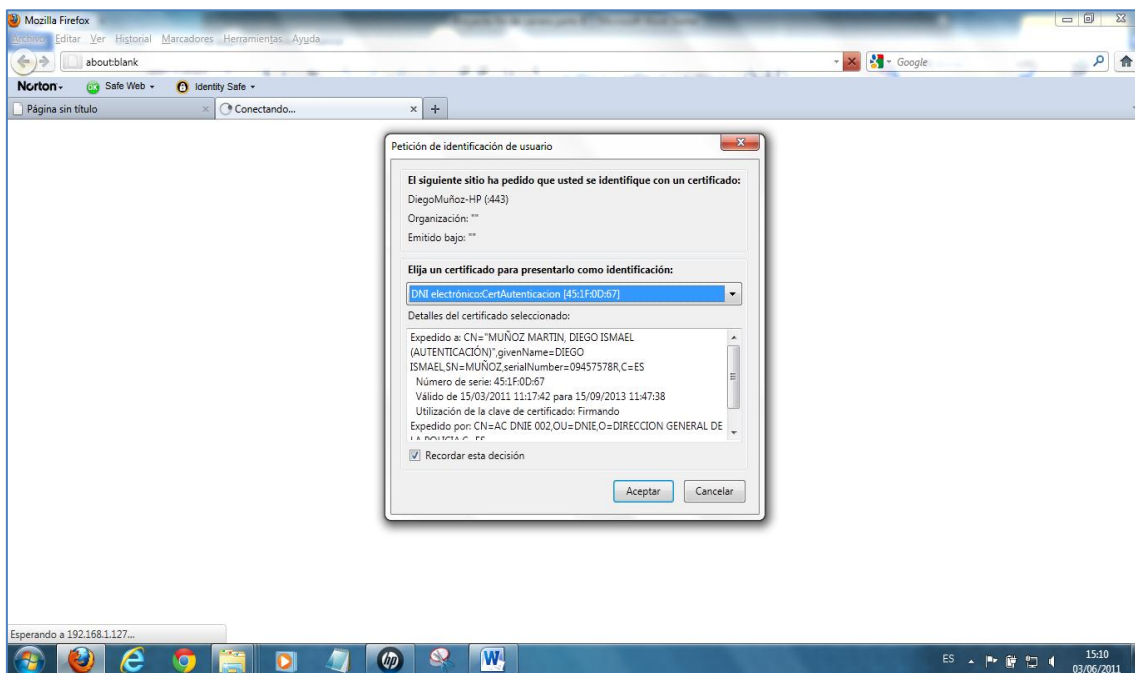 Mozilla Firefox
Editar Ver Historial Marcadores Herramientas Ayuda
about:blank
Google
Norton
OK Safe Web
Identity Safe
Página sin título
Conectando...
Petición de identificación de usuario
El siguiente sitio ha pedido que usted se identifique con un certificado:
DiegoMuñoz-HP (:443)
Organización: ""
Emitido bajo: ""
Elija un certificado para presentarlo como identificación:
DNI electrónico:CertAutenticacion [45:1F:0D:67]
Detalles del certificado seleccionado:
Expedido a: CN="MUÑOZ MARTIN, DIEGO ISMAEL
(AUTENTICACIÓN)",givenName=DIEGO
ISMAEL,SN=MUÑOZ,serialNumber=09457578R,C=ES
Número de serie: 45:1F:0D:67
Válido de 15/03/2011 11:17:42 para 15/09/2013 11:47:38
Utilización de la clave de certificado: Firmando
Expedido por: CN=AC DNIE 002,OU=DNIE,O=DIRECCION GENERAL DE
LA POLICIA,C=ES
Recordar esta decisión
Aceptar
Cancelar
Esperando a 192.168.1.127...
hp
W
ES
15:10
03/06/2011